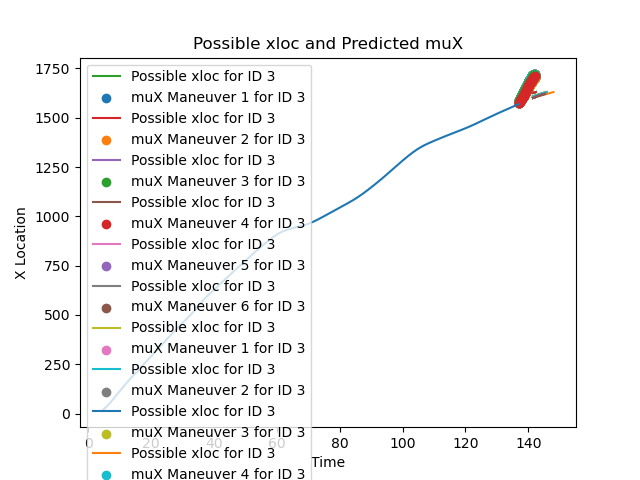 Possible xloc and Predicted muX
1750
1500
1250
1000
750
500
250
0
X Location
Possible xloc for ID 3
muX Maneuver 1 for ID 3
Possible xloc for ID 3
muX Maneuver 2 for ID 3
Possible xloc for ID 3
muX Maneuver 3 for ID 3
Possible xloc for ID 3
muX Maneuver 4 for ID 3
Possible xloc for ID 3
muX Maneuver 5 for ID 3
Possible xloc for ID 3
muX Maneuver 6 for ID 3
Possible xloc for ID 3
muX Maneuver 1 for ID 3
Possible xloc for ID 3
muX Maneuver 2 for ID 3
Possible xloc for ID 3
muX Maneuver 3 for ID 3
Possible xloc for ID 3
muX Maneuver 4 for ID 3
0 20 40 60 80 100 120 140
Time